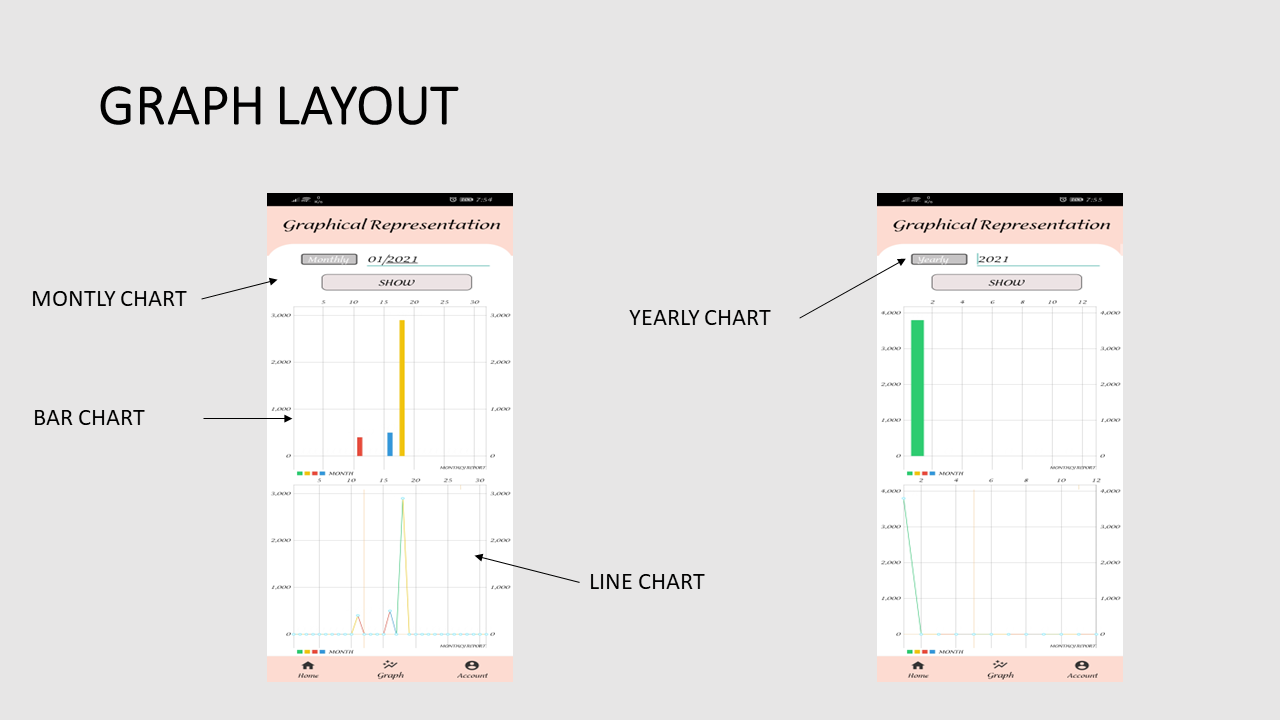 GRAPH LAYOUT
7:54
Graphical Representation
Monthly 01/2021
SHOW
5 10 15 20 25 30
3,000 3,000
2,000 2,000
1,000 1,000
0 0
MONTHLY REPORT
MONTH
5 10 15 20 25 30
3,000 3,000
2,000 2,000
1,000 1,000
0 0
MONTHLY REPORT
MONTH
Home Graph Account
MONTLY CHART
BAR CHART
LINE CHART
YEARLY CHART
7:55
Graphical Representation
Yearly 2021
SHOW
2 4 6 8 10 12
4,000 4,000
3,000 3,000
2,000 2,000
1,000 1,000
0 0
MONTHLY REPORT
MONTH
2 4 6 8 10 12
4,000 4,000
3,000 3,000
2,000 2,000
1,000 1,000
0 0
MONTHLY REPORT
MONTH
Home Graph Account